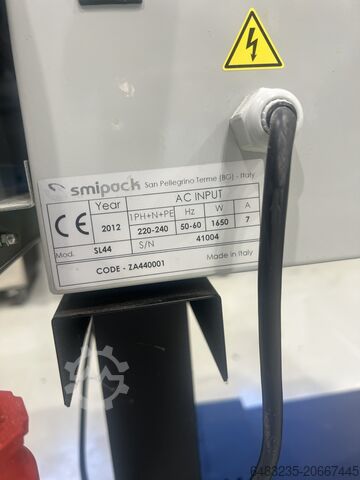 smipack San Pellegrino Terme (BG) - Italy
CE
Year
AC INPUT
1PH+N+PE Hz W A
2012 220-240 50-60 1650 7
Mod. SL44 S/N 41004
CODE - ZA440001 Made in Italy
6483235-20667445